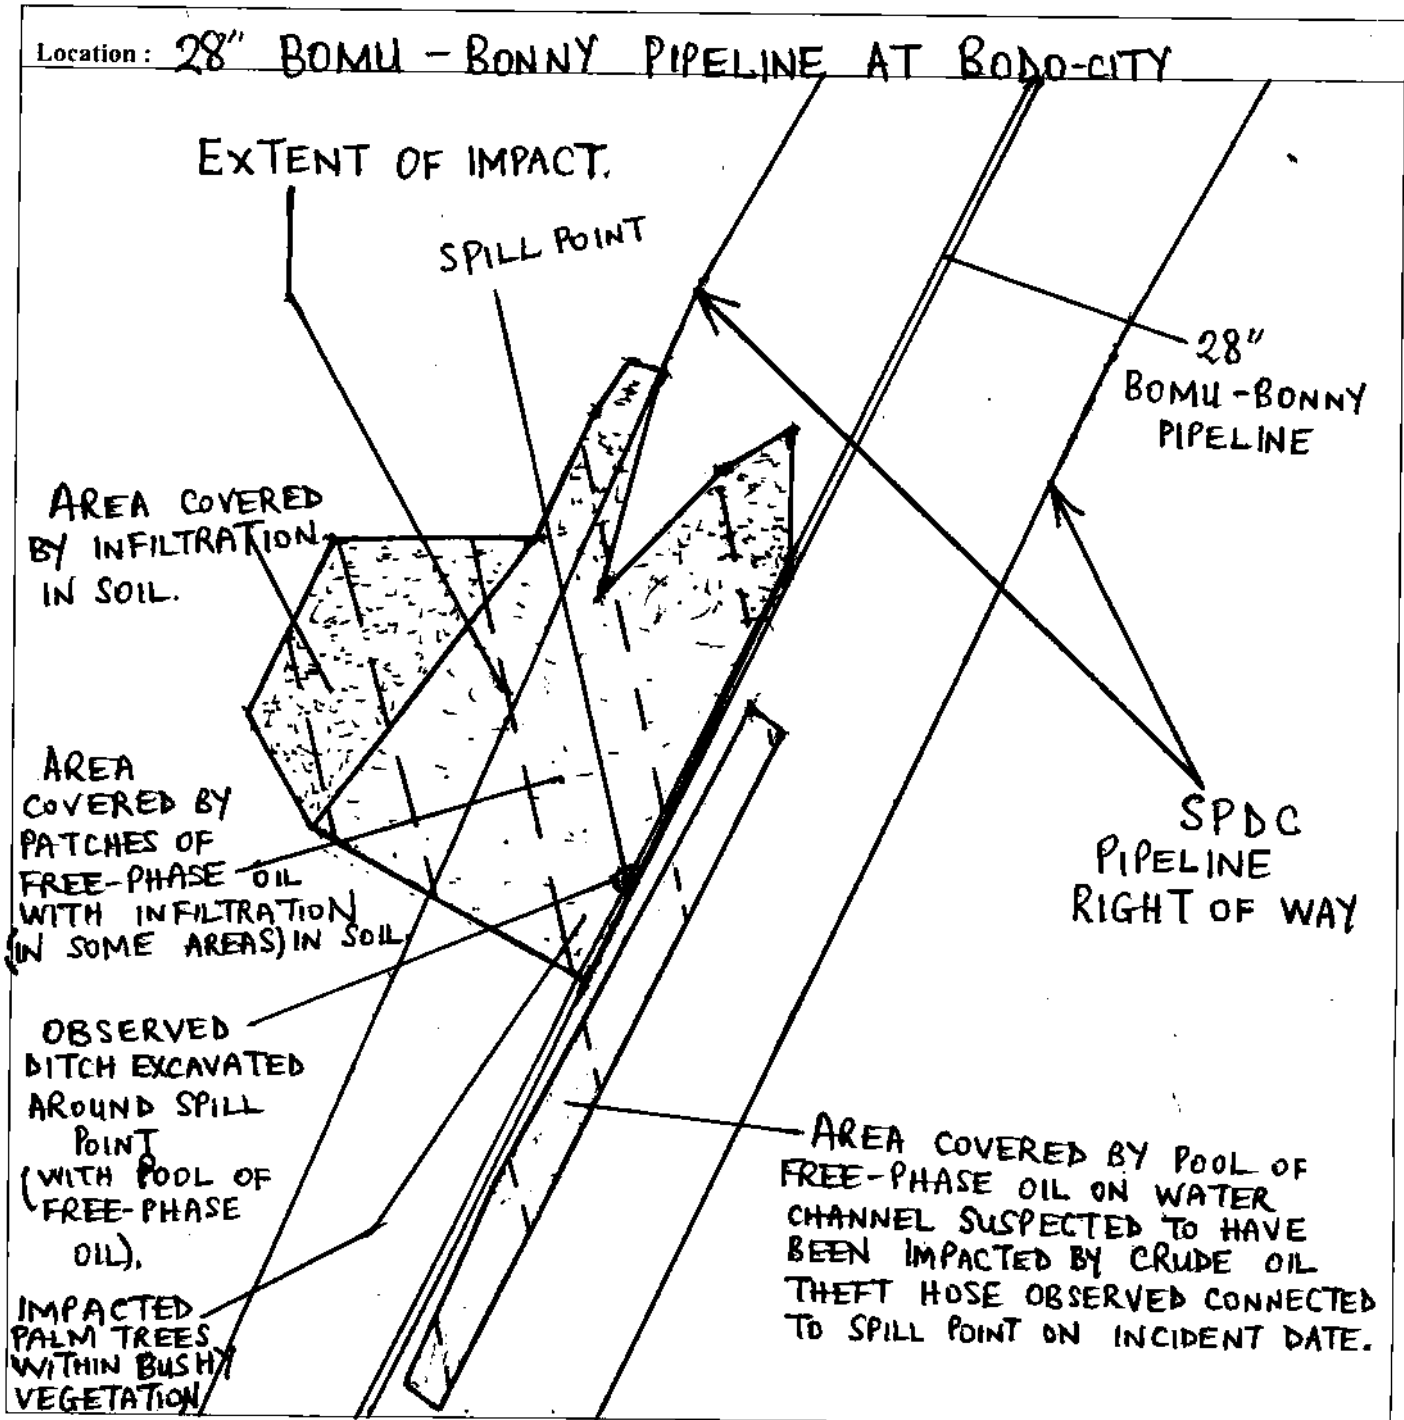 Location : 28" BOMU - BONNY PIPELINE AT BODO-CITY
EXTENT OF IMPACT.
SPILL POINT
28"
BOMU - BONNY
PIPELINE
AREA COVERED
BY INFILTRATION
IN SOIL.
AREA
COVERED BY
PATCHES OF
FREE-PHASE OIL
WITH INFILTRATION
(IN SOME AREAS) IN SOIL.
SPDC
PIPELINE
RIGHT OF WAY
OBSERVED
DITCH EXCAVATED
AROUND SPILL
POINT
(WITH POOL OF
FREE-PHASE
OIL).
AREA COVERED BY POOL OF
FREE-PHASE OIL ON WATER
CHANNEL SUSPECTED TO HAVE
BEEN IMPACTED BY CRUDE OIL
THEFT HOSE OBSERVED CONNECTED
TO SPILL POINT ON INCIDENT DATE.
IMPACTED
PALM TREES
WITHIN BUSHY
VEGETATION